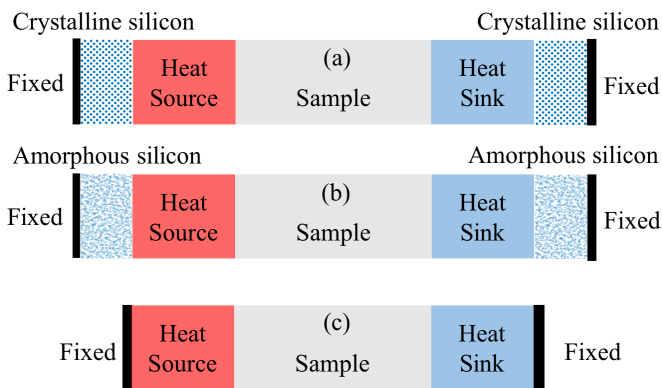 Crystalline silicon
Crystalline silicon
Fixed
Heat
Source
(a)
Sample
Heat
Sink
Fixed
Amorphous silicon
Amorphous silicon
Fixed
Heat
Source
(b)
Sample
Heat
Sink
Fixed
Fixed
Heat
Source
(c)
Sample
Heat
Sink
Fixed